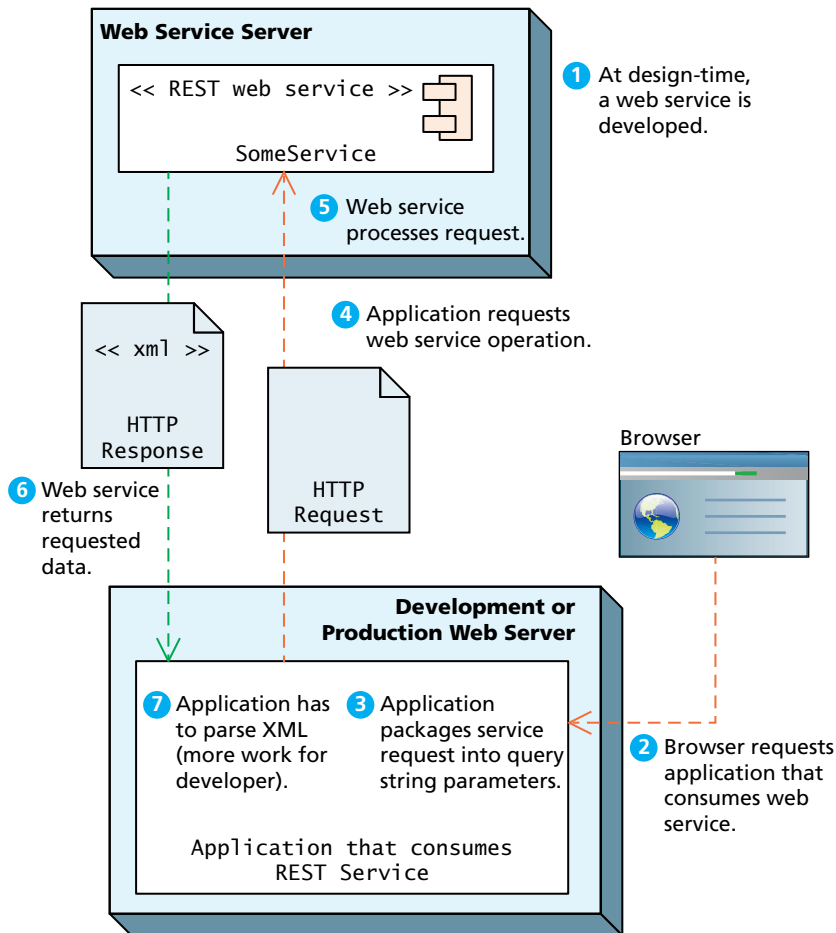 Web Service Server
<< REST web service >>
SomeService
1 At design-time,
a web service is
developed.
5 Web service
processes request.
4 Application requests
web service operation.
<< xml >>
HTTP
Response
HTTP
Request
Browser
6 Web service
returns
requested
data.
Development or
Production Web Server
7 Application has
to parse XML
(more work for
developer).
3 Application
packages service
request into query
string parameters.
2 Browser requests
application that
consumes web
service.
Application that consumes
REST Service